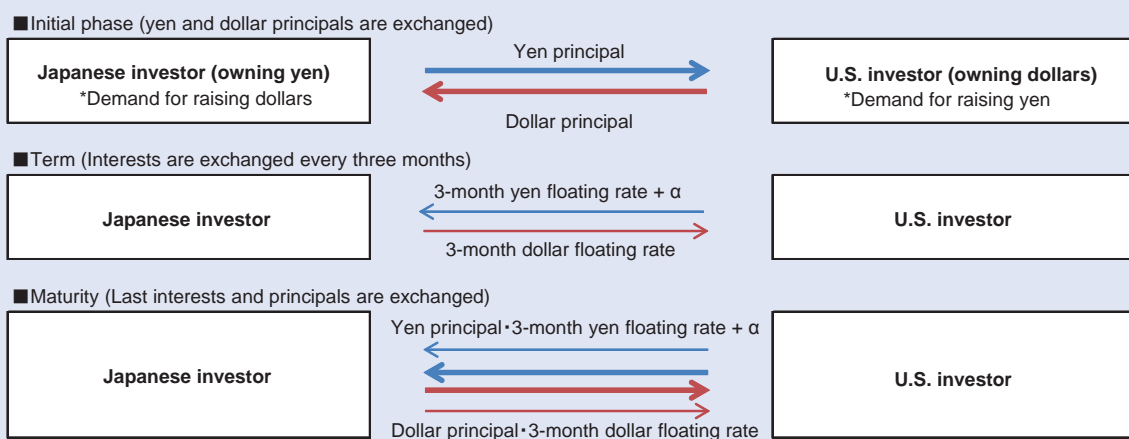 ■Initial phase (yen and dollar principals are exchanged)
Japanese investor (owning yen)
*Demand for raising dollars
Yen principal
Dollar principal
U.S. investor (owning dollars)
*Demand for raising yen
■Term (Interests are exchanged every three months)
Japanese investor
3-month yen floating rate + α
3-month dollar floating rate
U.S. investor
■Maturity (Last interests and principals are exchanged)
Japanese investor
Yen principal・3-month yen floating rate + α
Dollar principal・3-month dollar floating rate
U.S. investor